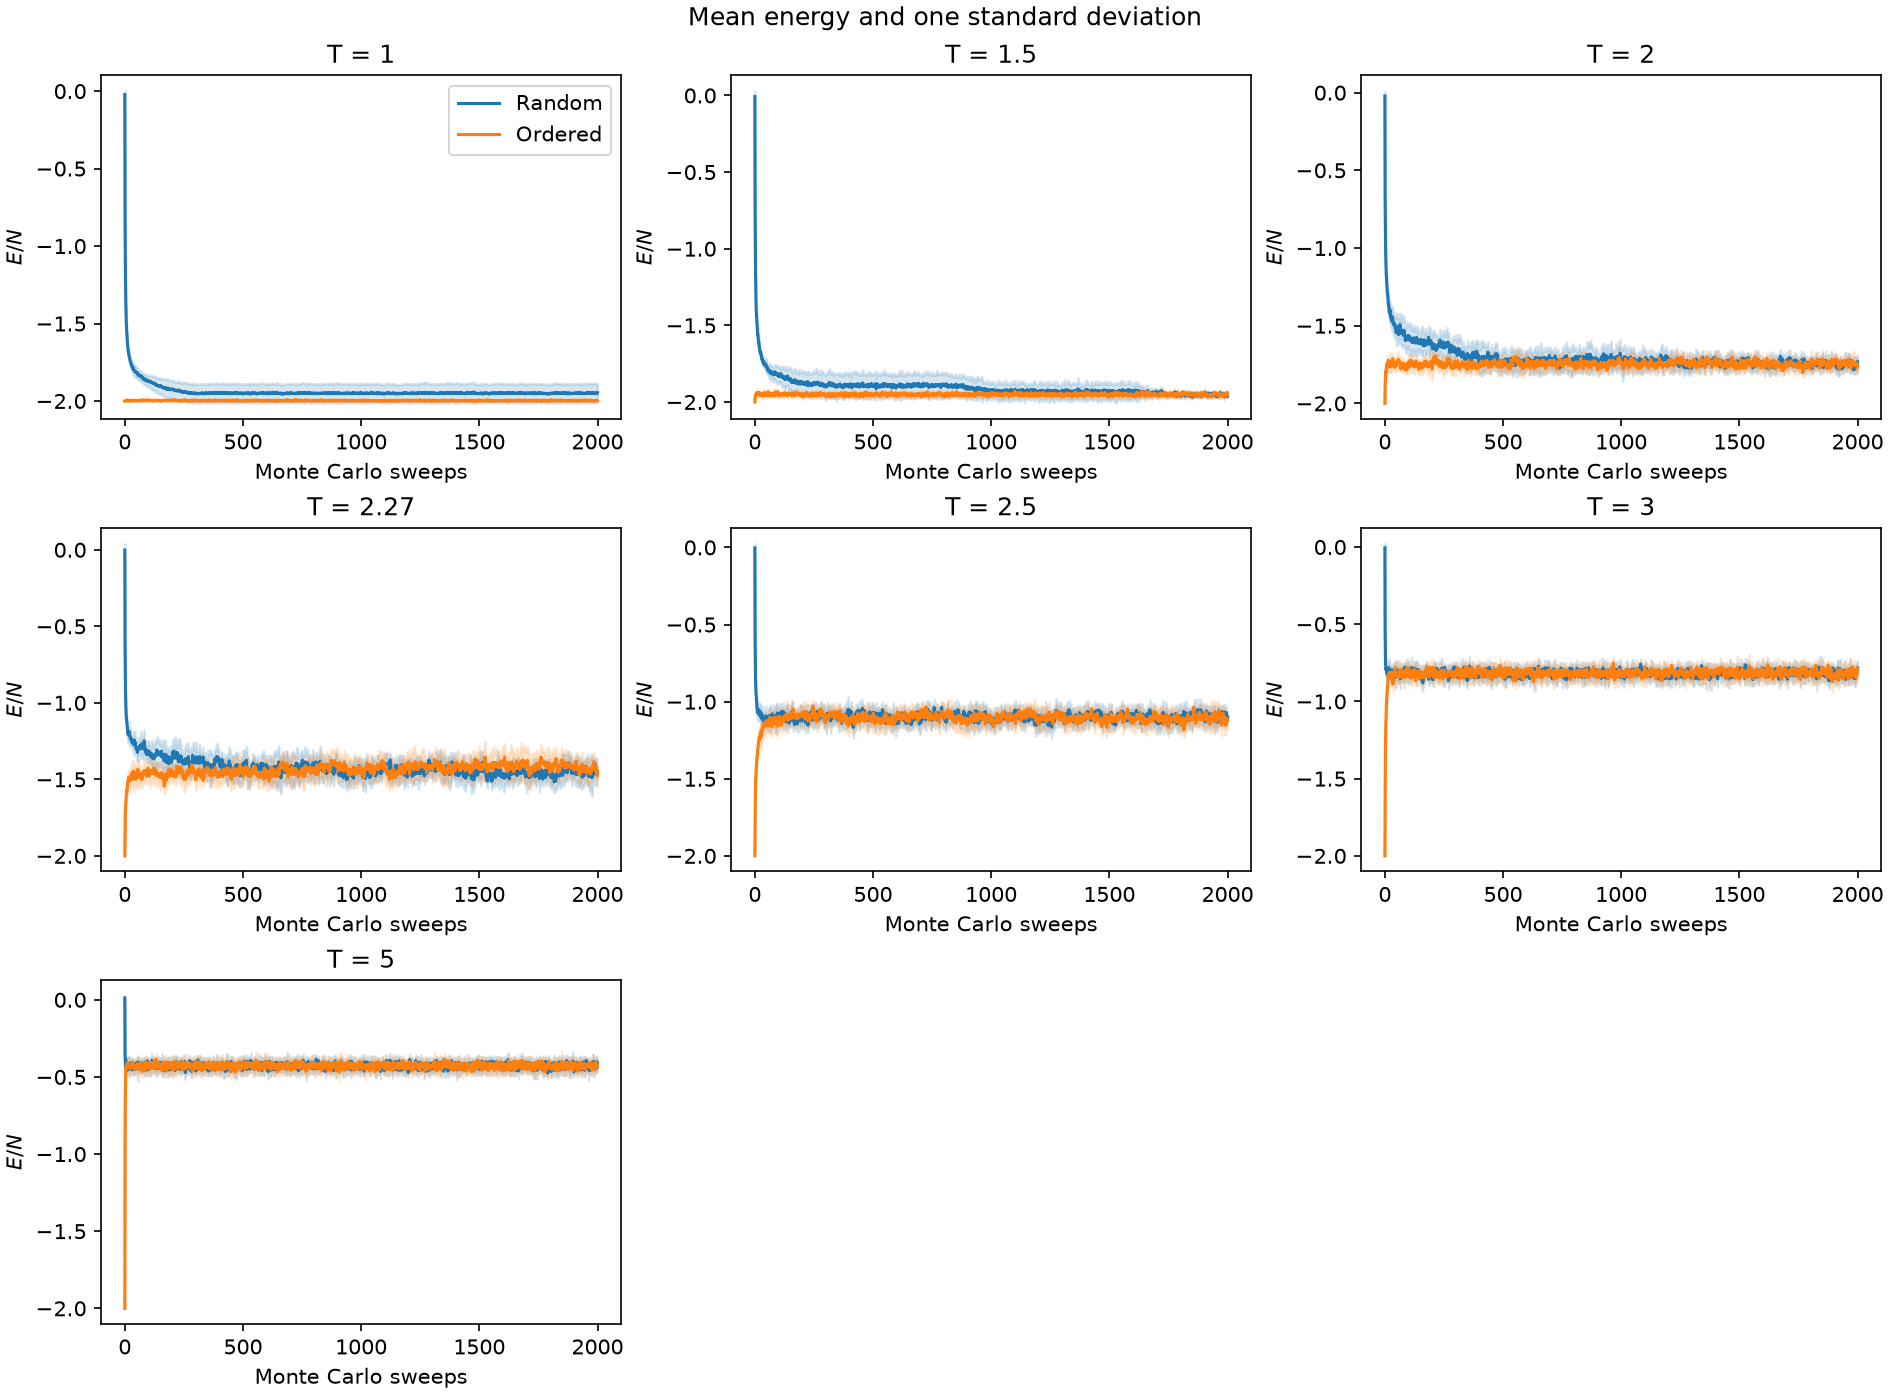 Mean energy and one standard deviation
T = 1
0.0
−0.5
−1.0
−1.5
−2.0
E/N
Random
Ordered
0
500
1000
1500
2000
Monte Carlo sweeps
T = 1.5
0.0
−0.5
−1.0
−1.5
−2.0
E/N
0
500
1000
1500
2000
Monte Carlo sweeps
T = 2
0.0
−0.5
−1.0
−1.5
−2.0
E/N
0
500
1000
1500
2000
Monte Carlo sweeps
T = 2.27
0.0
−0.5
−1.0
−1.5
−2.0
E/N
0
500
1000
1500
2000
Monte Carlo sweeps
T = 2.5
0.0
−0.5
−1.0
−1.5
−2.0
E/N
0
500
1000
1500
2000
Monte Carlo sweeps
T = 3
0.0
−0.5
−1.0
−1.5
−2.0
E/N
0
500
1000
1500
2000
Monte Carlo sweeps
T = 5
0.0
−0.5
−1.0
−1.5
−2.0
E/N
0
500
1000
1500
2000
Monte Carlo sweeps